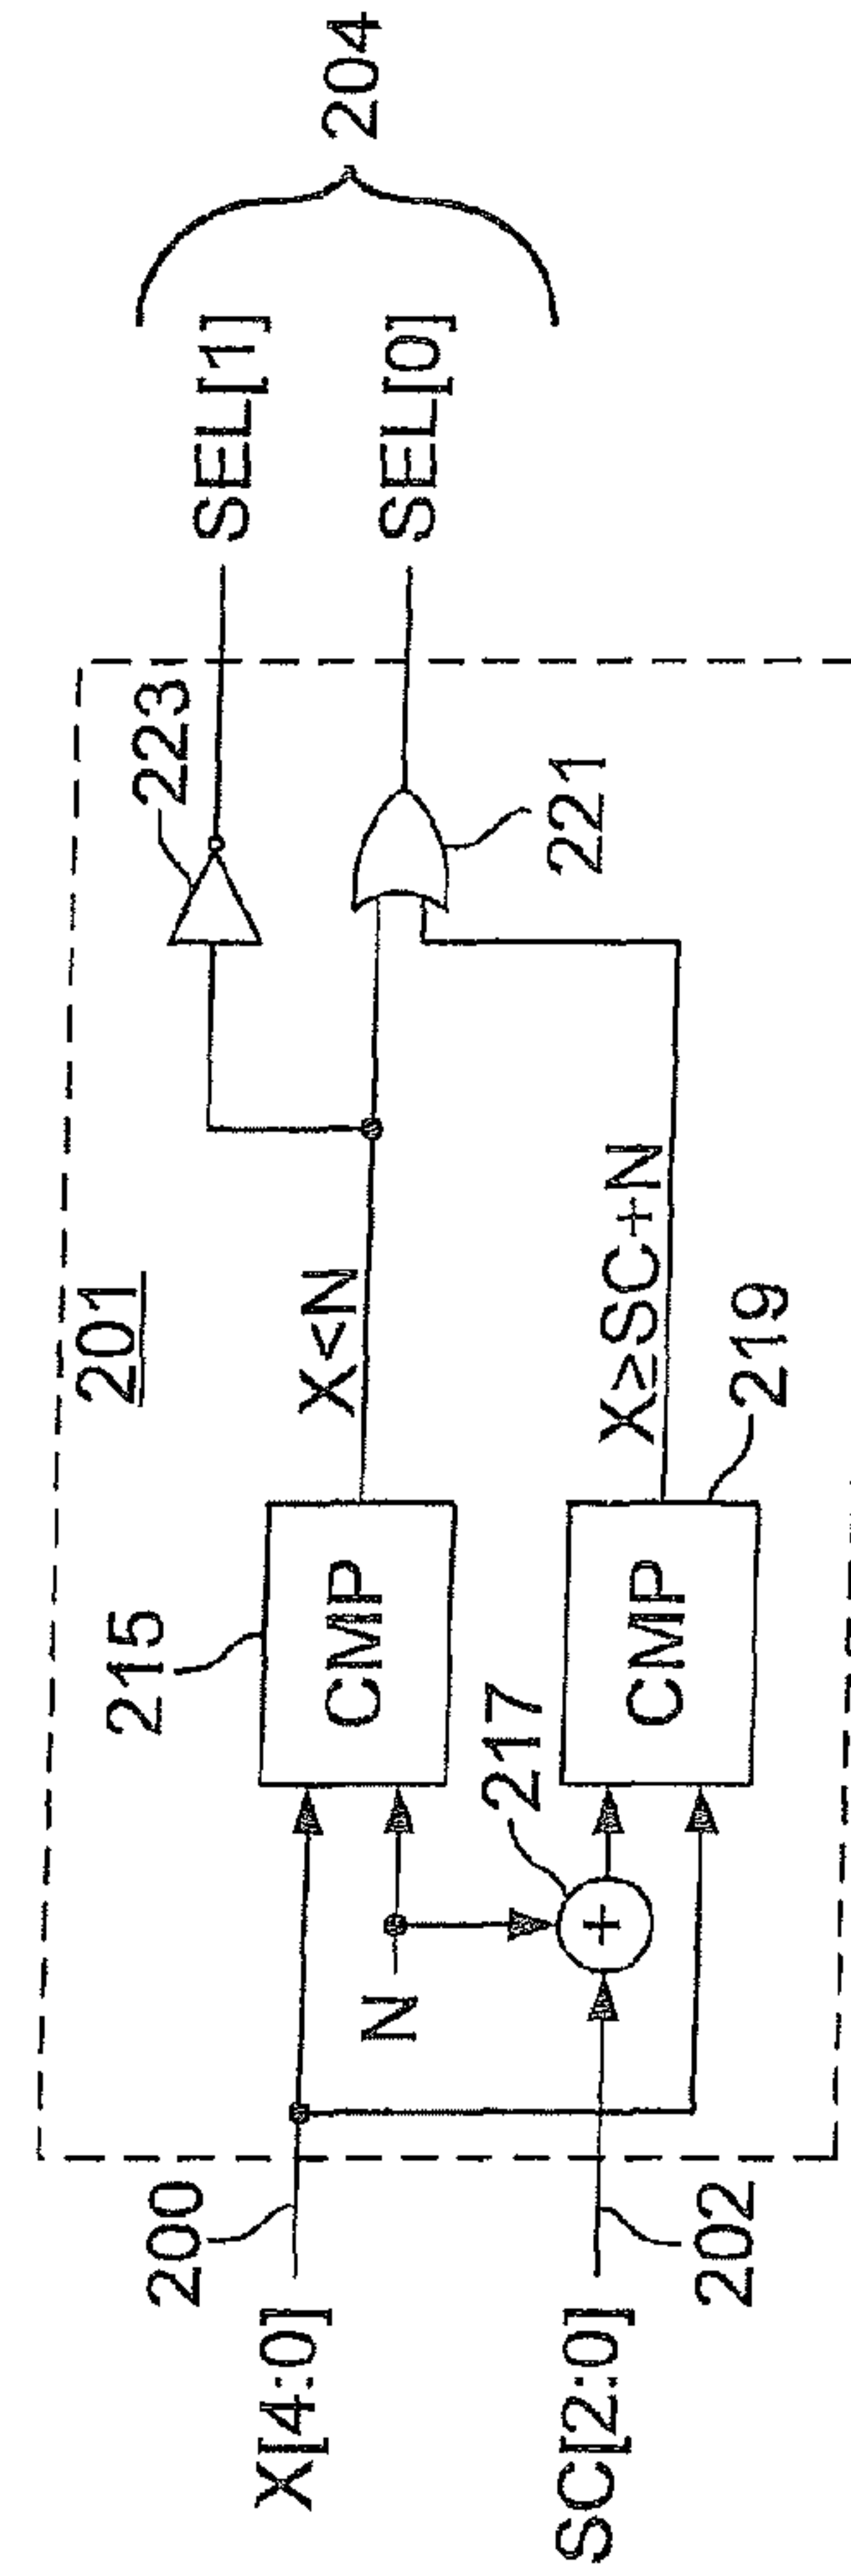 201
223
SEL[1]
204
SEL[0]
215
CMP
X<N
221
X[4:0]
200
N
217
+
CMP
X≥SC+N
219
SC[2:0]
202